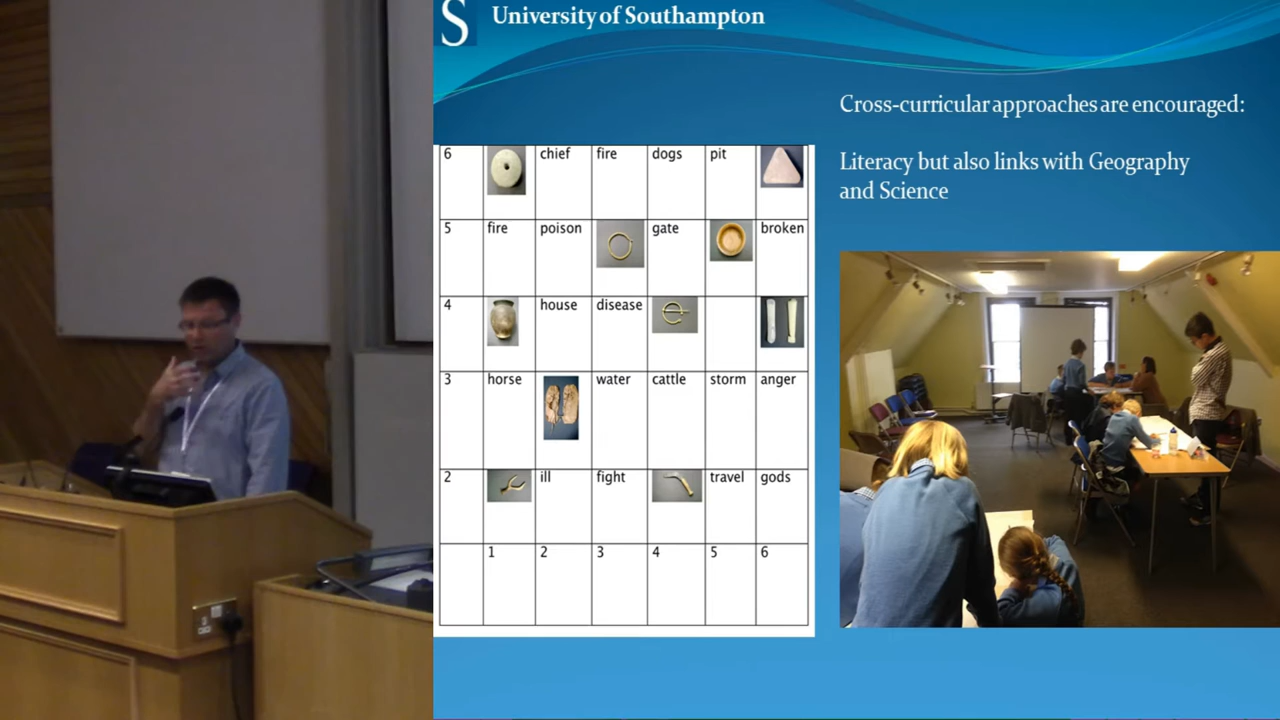 S University of Southampton
Cross-curricular approaches are encouraged:
Literacy but also links with Geography
and Science
6 chief fire dogs pit
5 fire poison gate broken
4 house disease
3 horse water cattle storm anger
2 ill fight travel gods
1 2 3 4 5 6